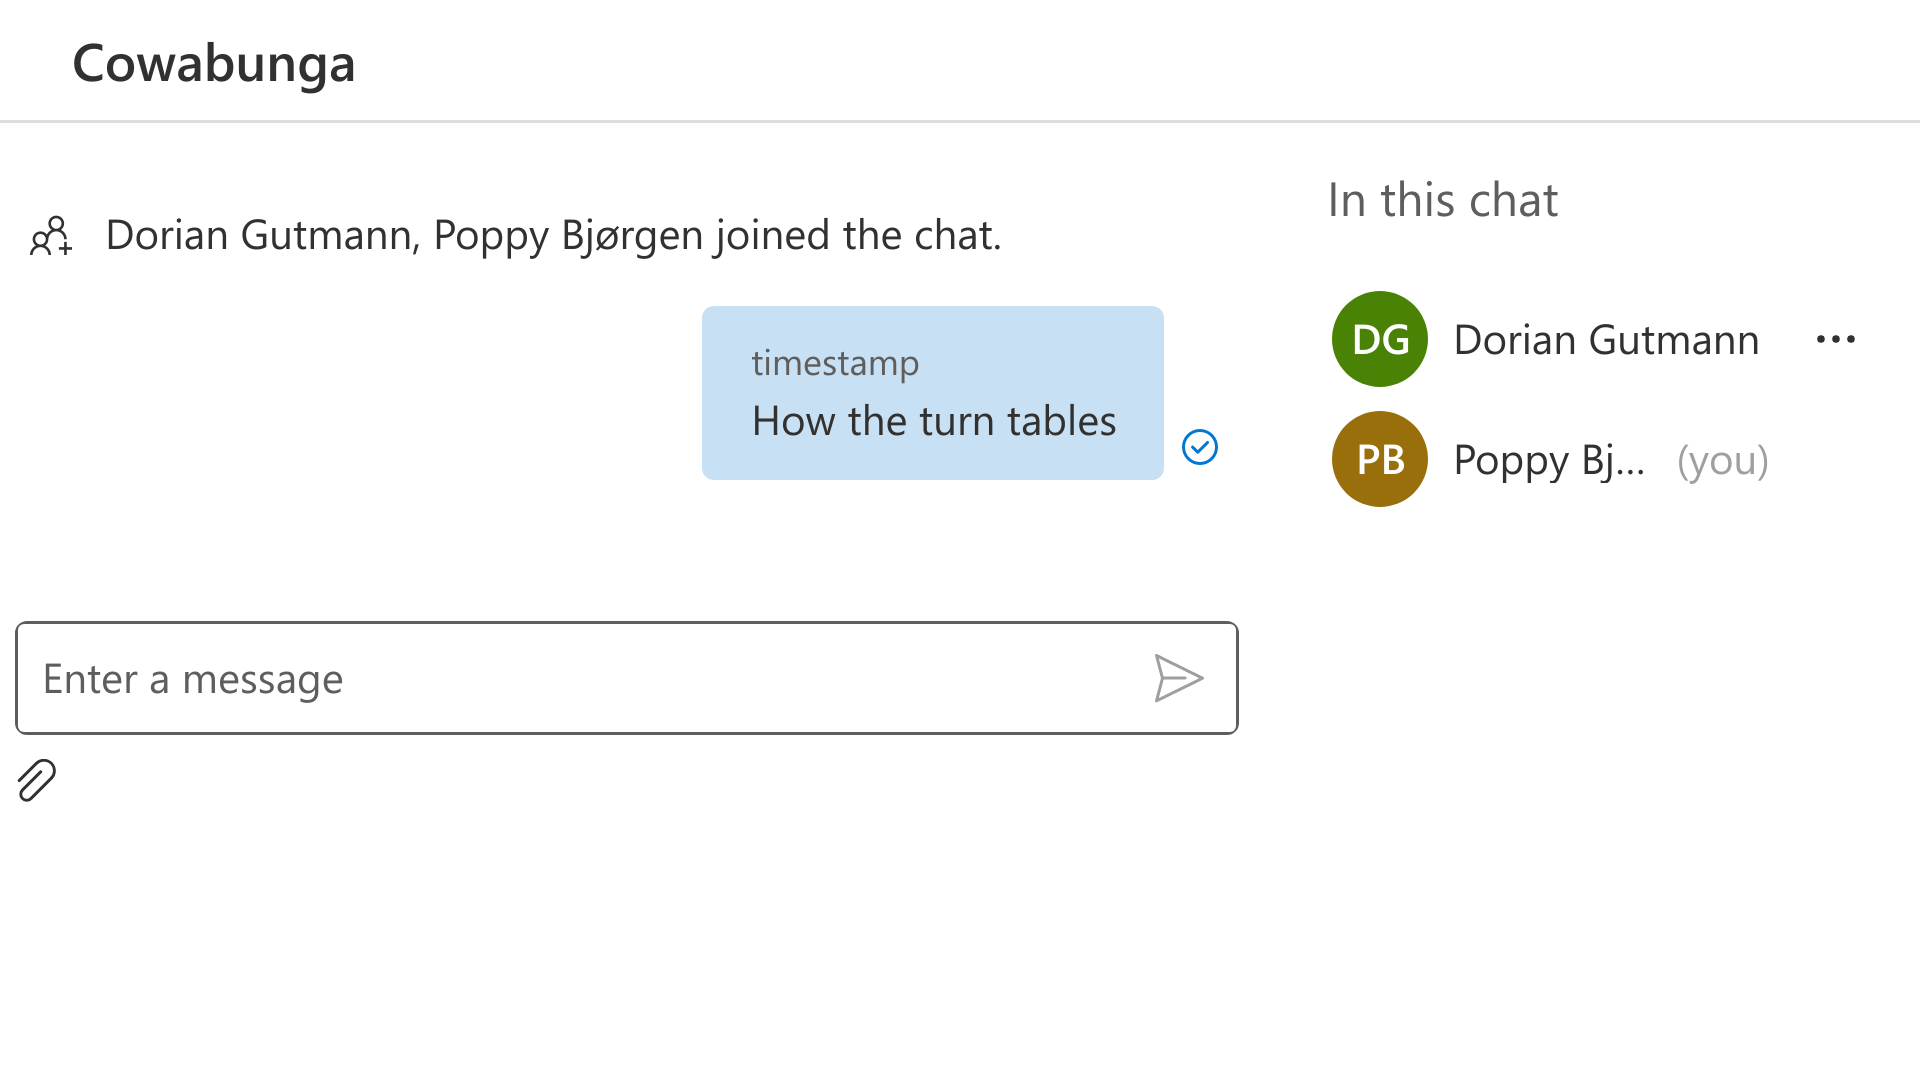 Cowabunga
Dorian Gutmann, Poppy Bjørgen joined the chat.
timestamp
How the turn tables
Enter a message
In this chat
DG Dorian Gutmann
PB Poppy Bj... (you)